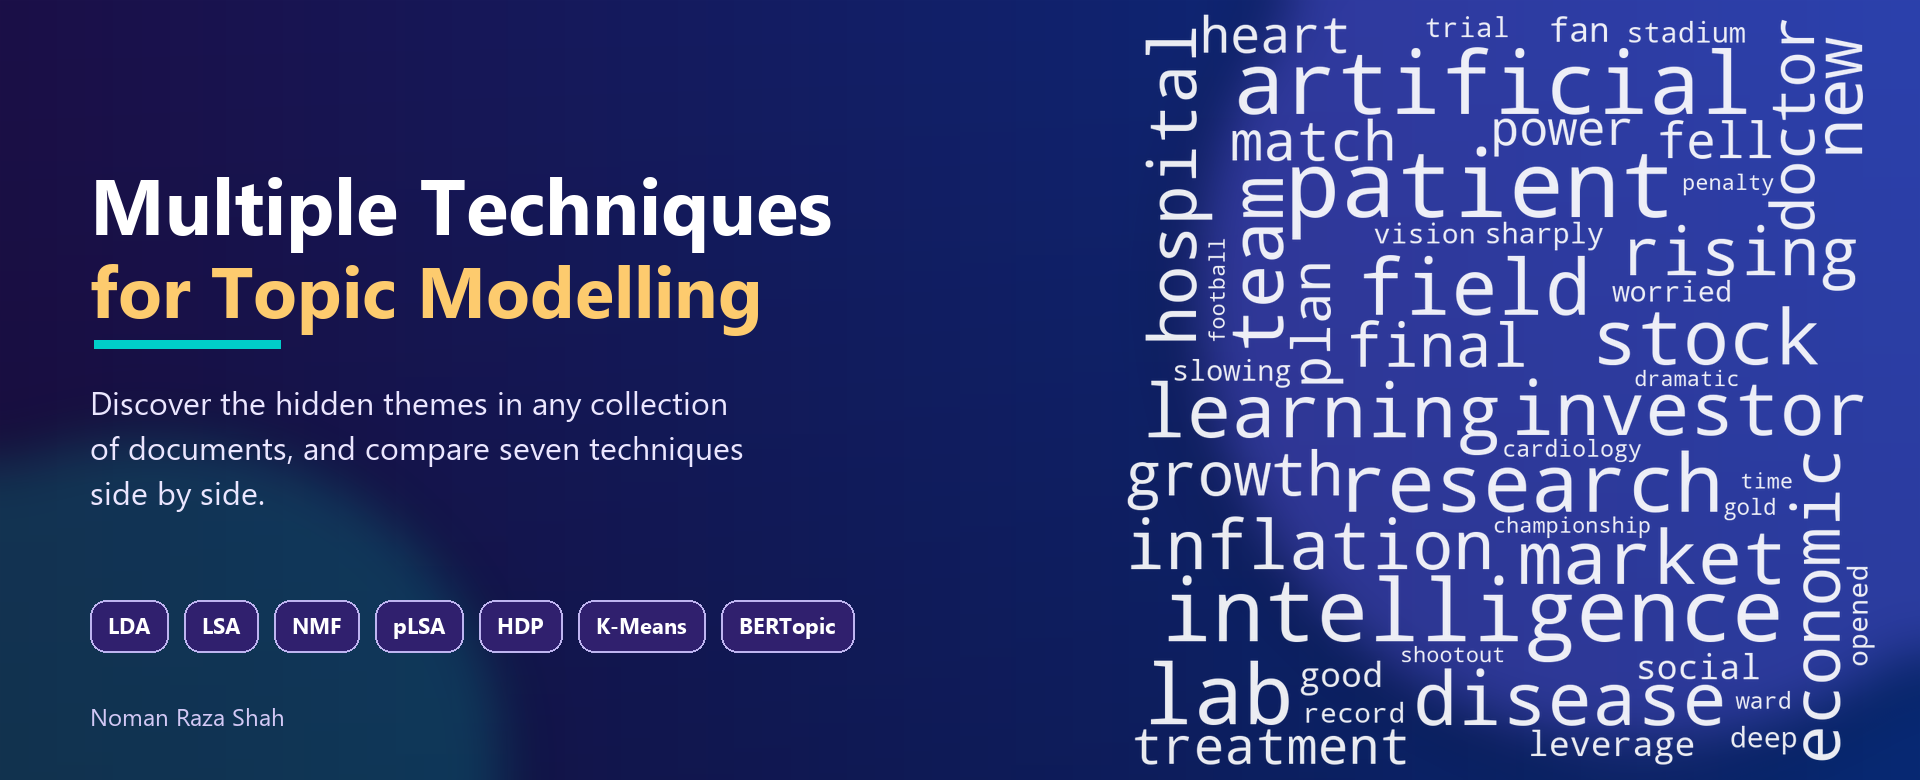 Multiple Techniques
for Topic Modelling
Discover the hidden themes in any collection
of documents, and compare seven techniques
side by side.
LDA LSA NMF pLSA HDP K-Means BERTopic
Noman Raza Shah
heart trial fan stadium
hospital
artificial
doctor
new
match power fell
patient
penalty
team
football
vision sharply
rising
plan
field
worried
final
stock
slowing
dramatic
learning investor
cardiology
growth research
time
gold
economic
championship
inflation
market
opened
intelligence
shootout
social
lab
good
disease
ward
record
treatment
leverage
deep